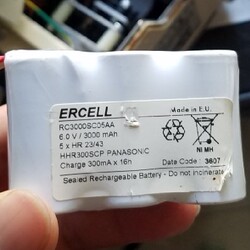 ERCELL
Made in E.U.
RC3000SC05AA
6.0 V / 3000 mAh
5 x HR 23/43
HHR300SCP PANASONIC
Charge 300mA x 16h
NI MH
Date Code: 3607
Sealed Rechargeable Battery - Do not incinerate